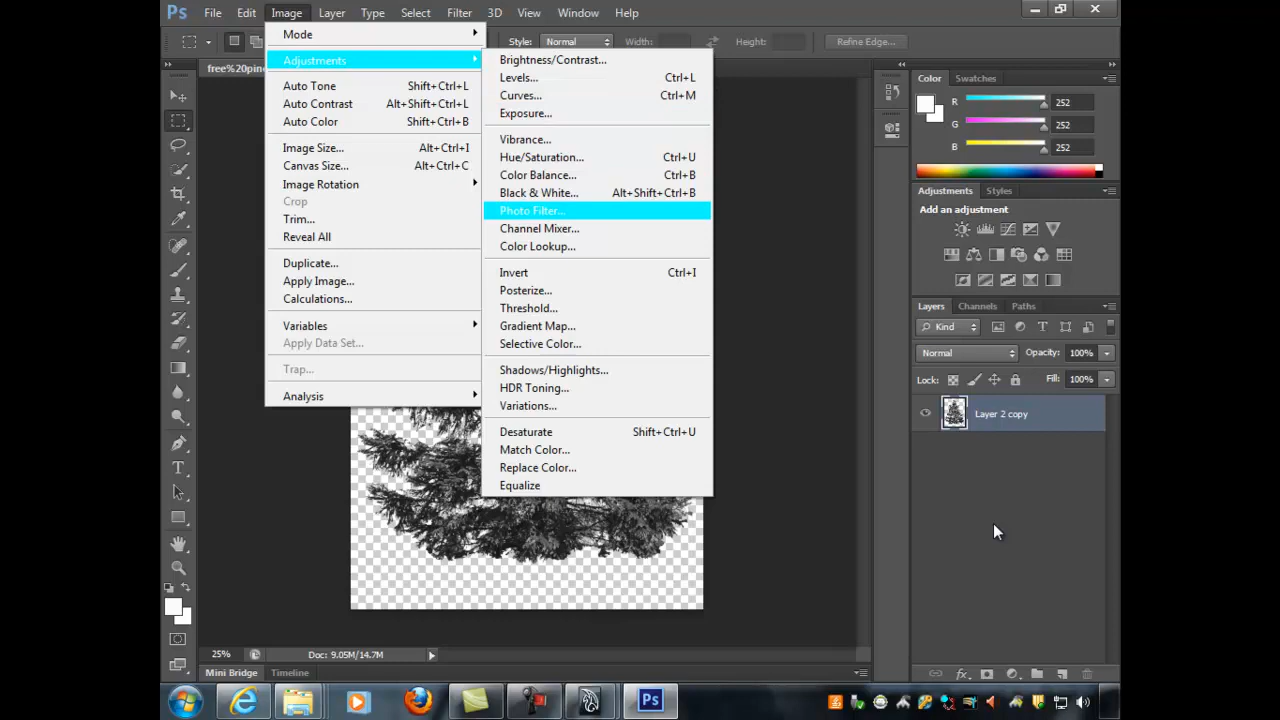 Ps File Edit Image Layer Type Select Filter 3D View Window Help
Style: Normal Width: Height: Refine Edge...
Mode
Adjustments
Auto Tone Shift+Ctrl+L
Auto Contrast Alt+Shift+Ctrl+L
Auto Color Shift+Ctrl+B
Image Size... Alt+Ctrl+I
Canvas Size... Alt+Ctrl+C
Image Rotation
Crop
Trim...
Reveal All
Duplicate...
Apply Image...
Calculations...
Variables
Apply Data Set...
Trap...
Analysis
Brightness/Contrast...
Levels... Ctrl+L
Curves... Ctrl+M
Exposure...
Vibrance...
Hue/Saturation... Ctrl+U
Color Balance... Ctrl+B
Black & White... Alt+Shift+Ctrl+B
Photo Filter...
Channel Mixer...
Color Lookup...
Invert Ctrl+I
Posterize...
Threshold...
Gradient Map...
Selective Color...
Shadows/Highlights...
HDR Toning...
Variations...
Desaturate Shift+Ctrl+U
Match Color...
Replace Color...
Equalize
free%20pine
Color Swatches
R 252
G 252
B 252
Adjustments Styles
Add an adjustment
Layers Channels Paths
Kind
Normal Opacity: 100%
Lock: Fill: 100%
Layer 2 copy
25% Doc: 9.05M/14.7M
Mini Bridge Timeline
Ps